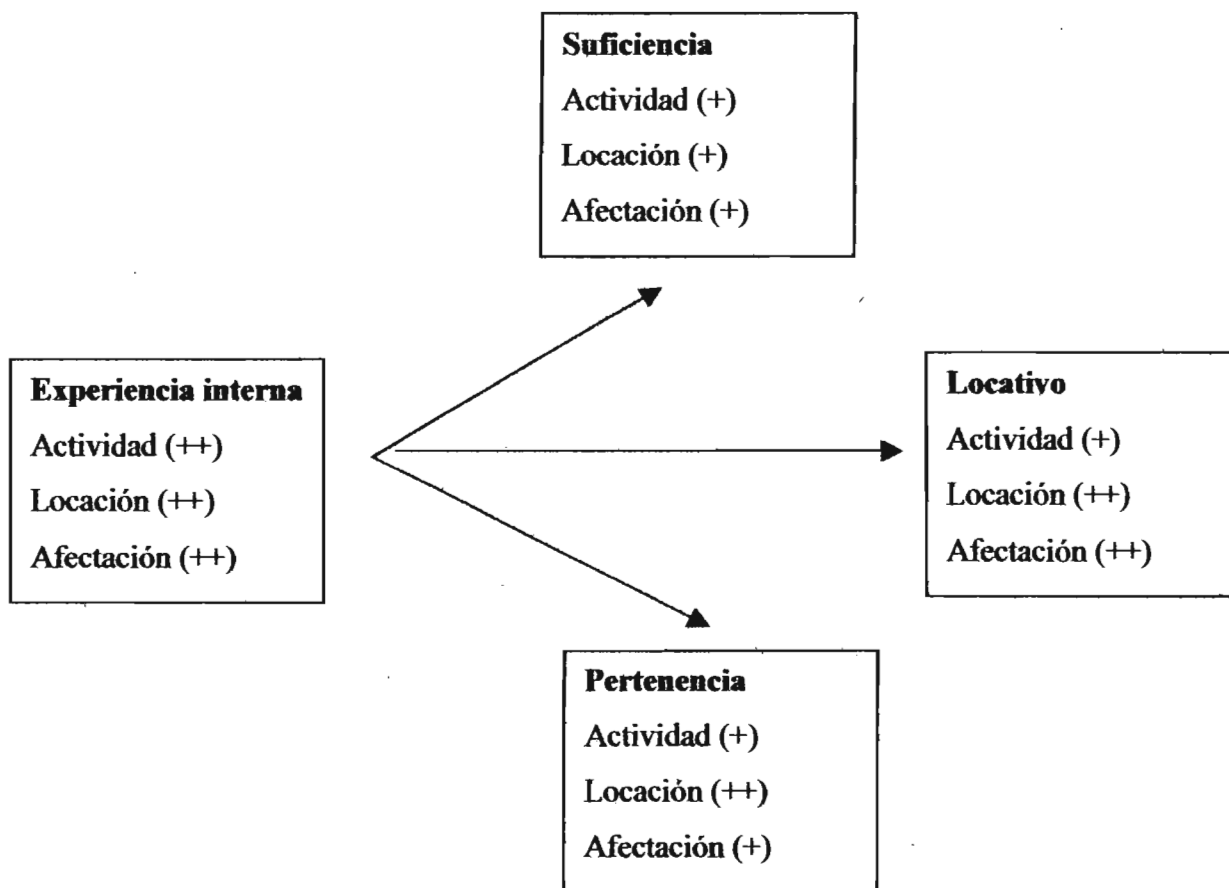 Suficiencia
Actividad (+)
Locación (+)
Afectación (+)
Experiencia interna
Actividad (++)
Locación (++)
Afectación (++)
Locativo
Actividad (+)
Locación (++)
Afectación (++)
Pertenencia
Actividad (+)
Locación (++)
Afectación (+)